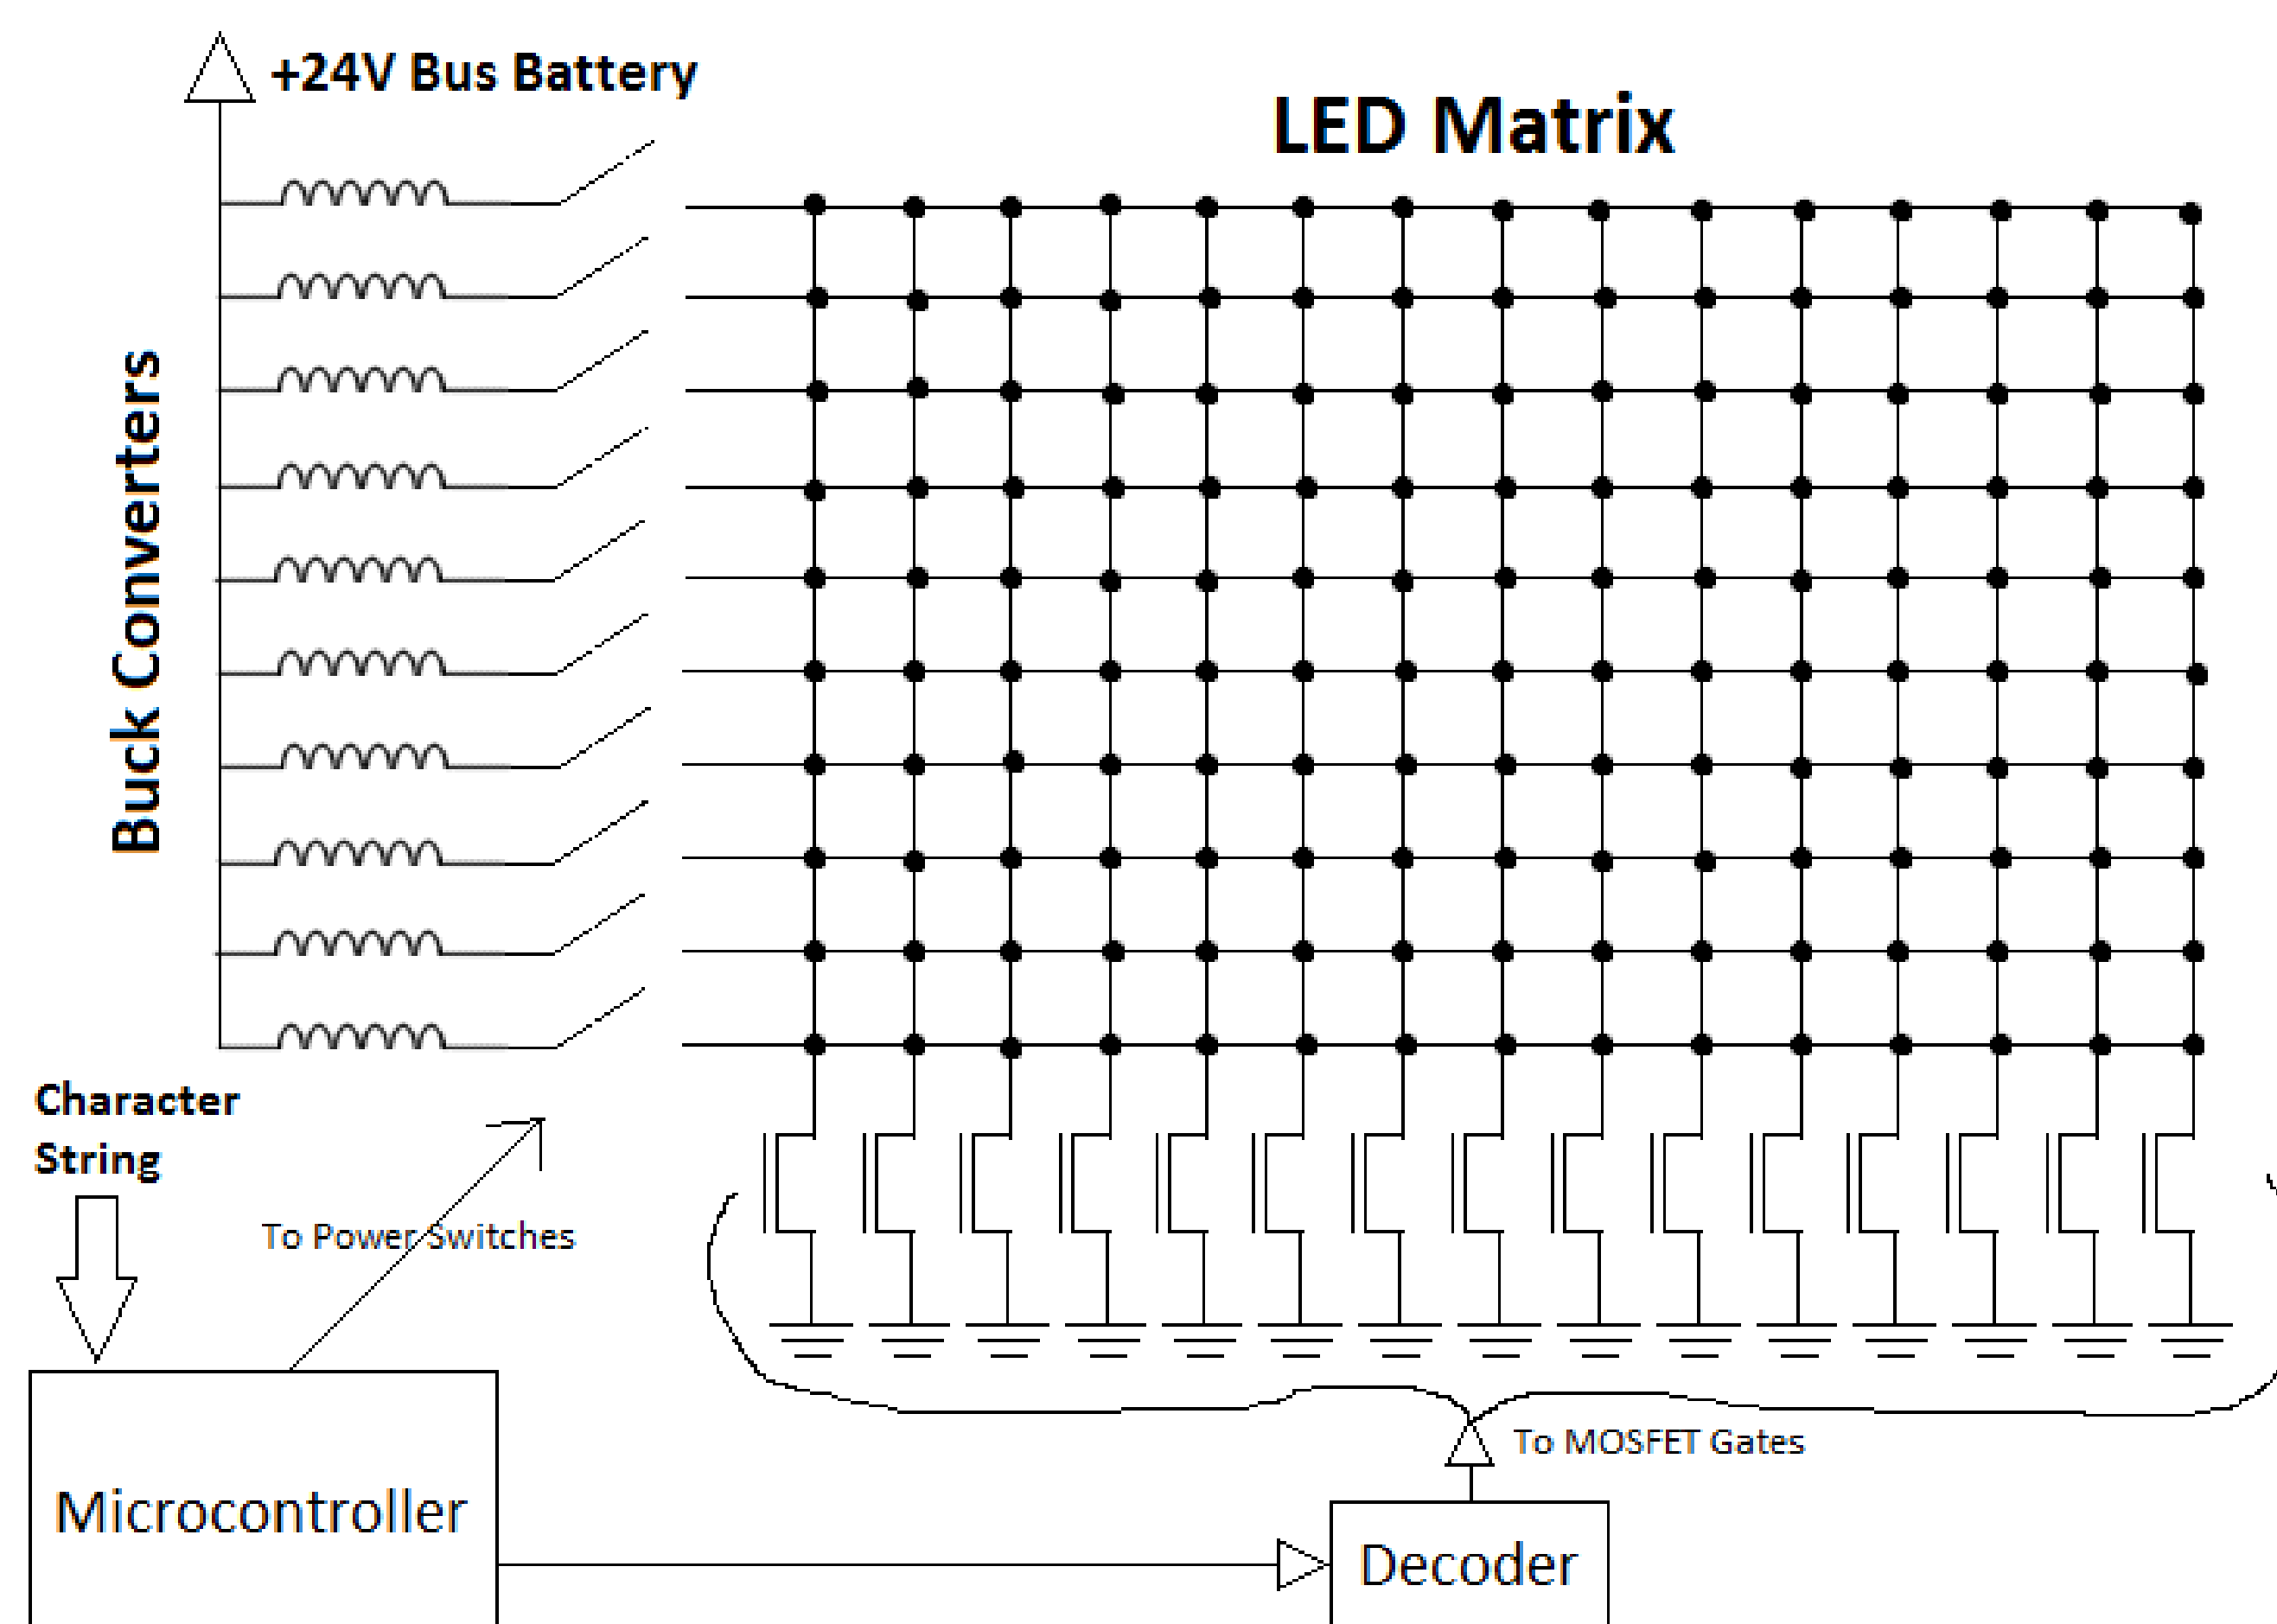 +24V Bus Battery
LED Matrix
Buck Converters
Character
String
To Power Switches
To MOSFET Gates
Microcontroller
Decoder